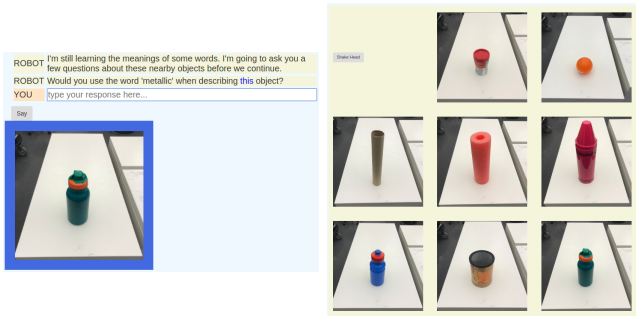 ROBOT I'm still learning the meanings of some words. I'm going to ask you a
few questions about these nearby objects before we continue.
ROBOT Would you use the word 'metallic' when describing this object?
YOU type your response here...
Say
Shake Head